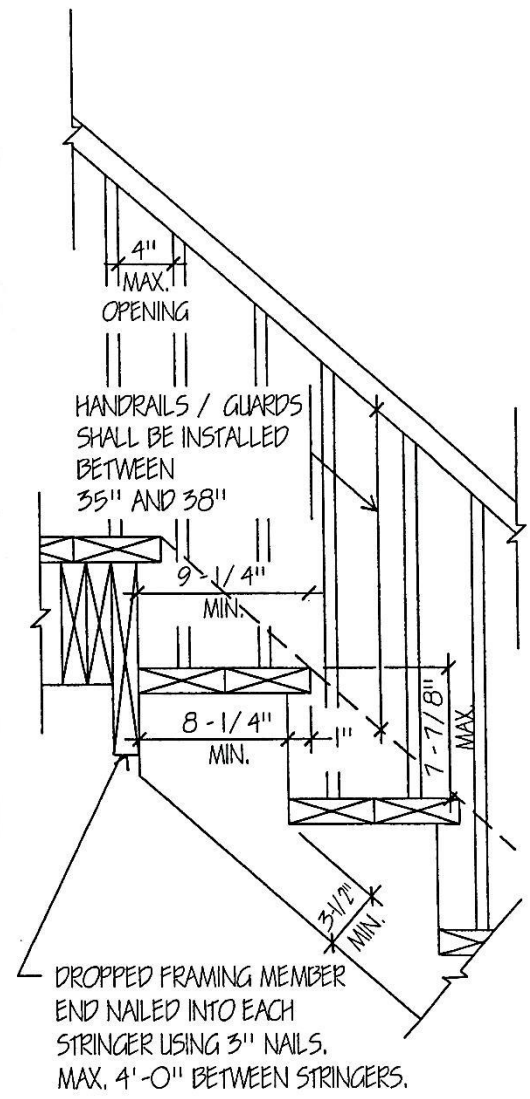 4"
MAX.
OPENING
HANDRAILS / GUARDS
SHALL BE INSTALLED
BETWEEN
35" AND 38"
9-1/4"
MIN.
8-1/4"
MIN.
1"
7-7/8"
MAX.
3-1/2"
MIN.
DROPPED FRAMING MEMBER
END NAILED INTO EACH
STRINGER USING 3" NAILS.
MAX. 4'-0" BETWEEN STRINGERS.